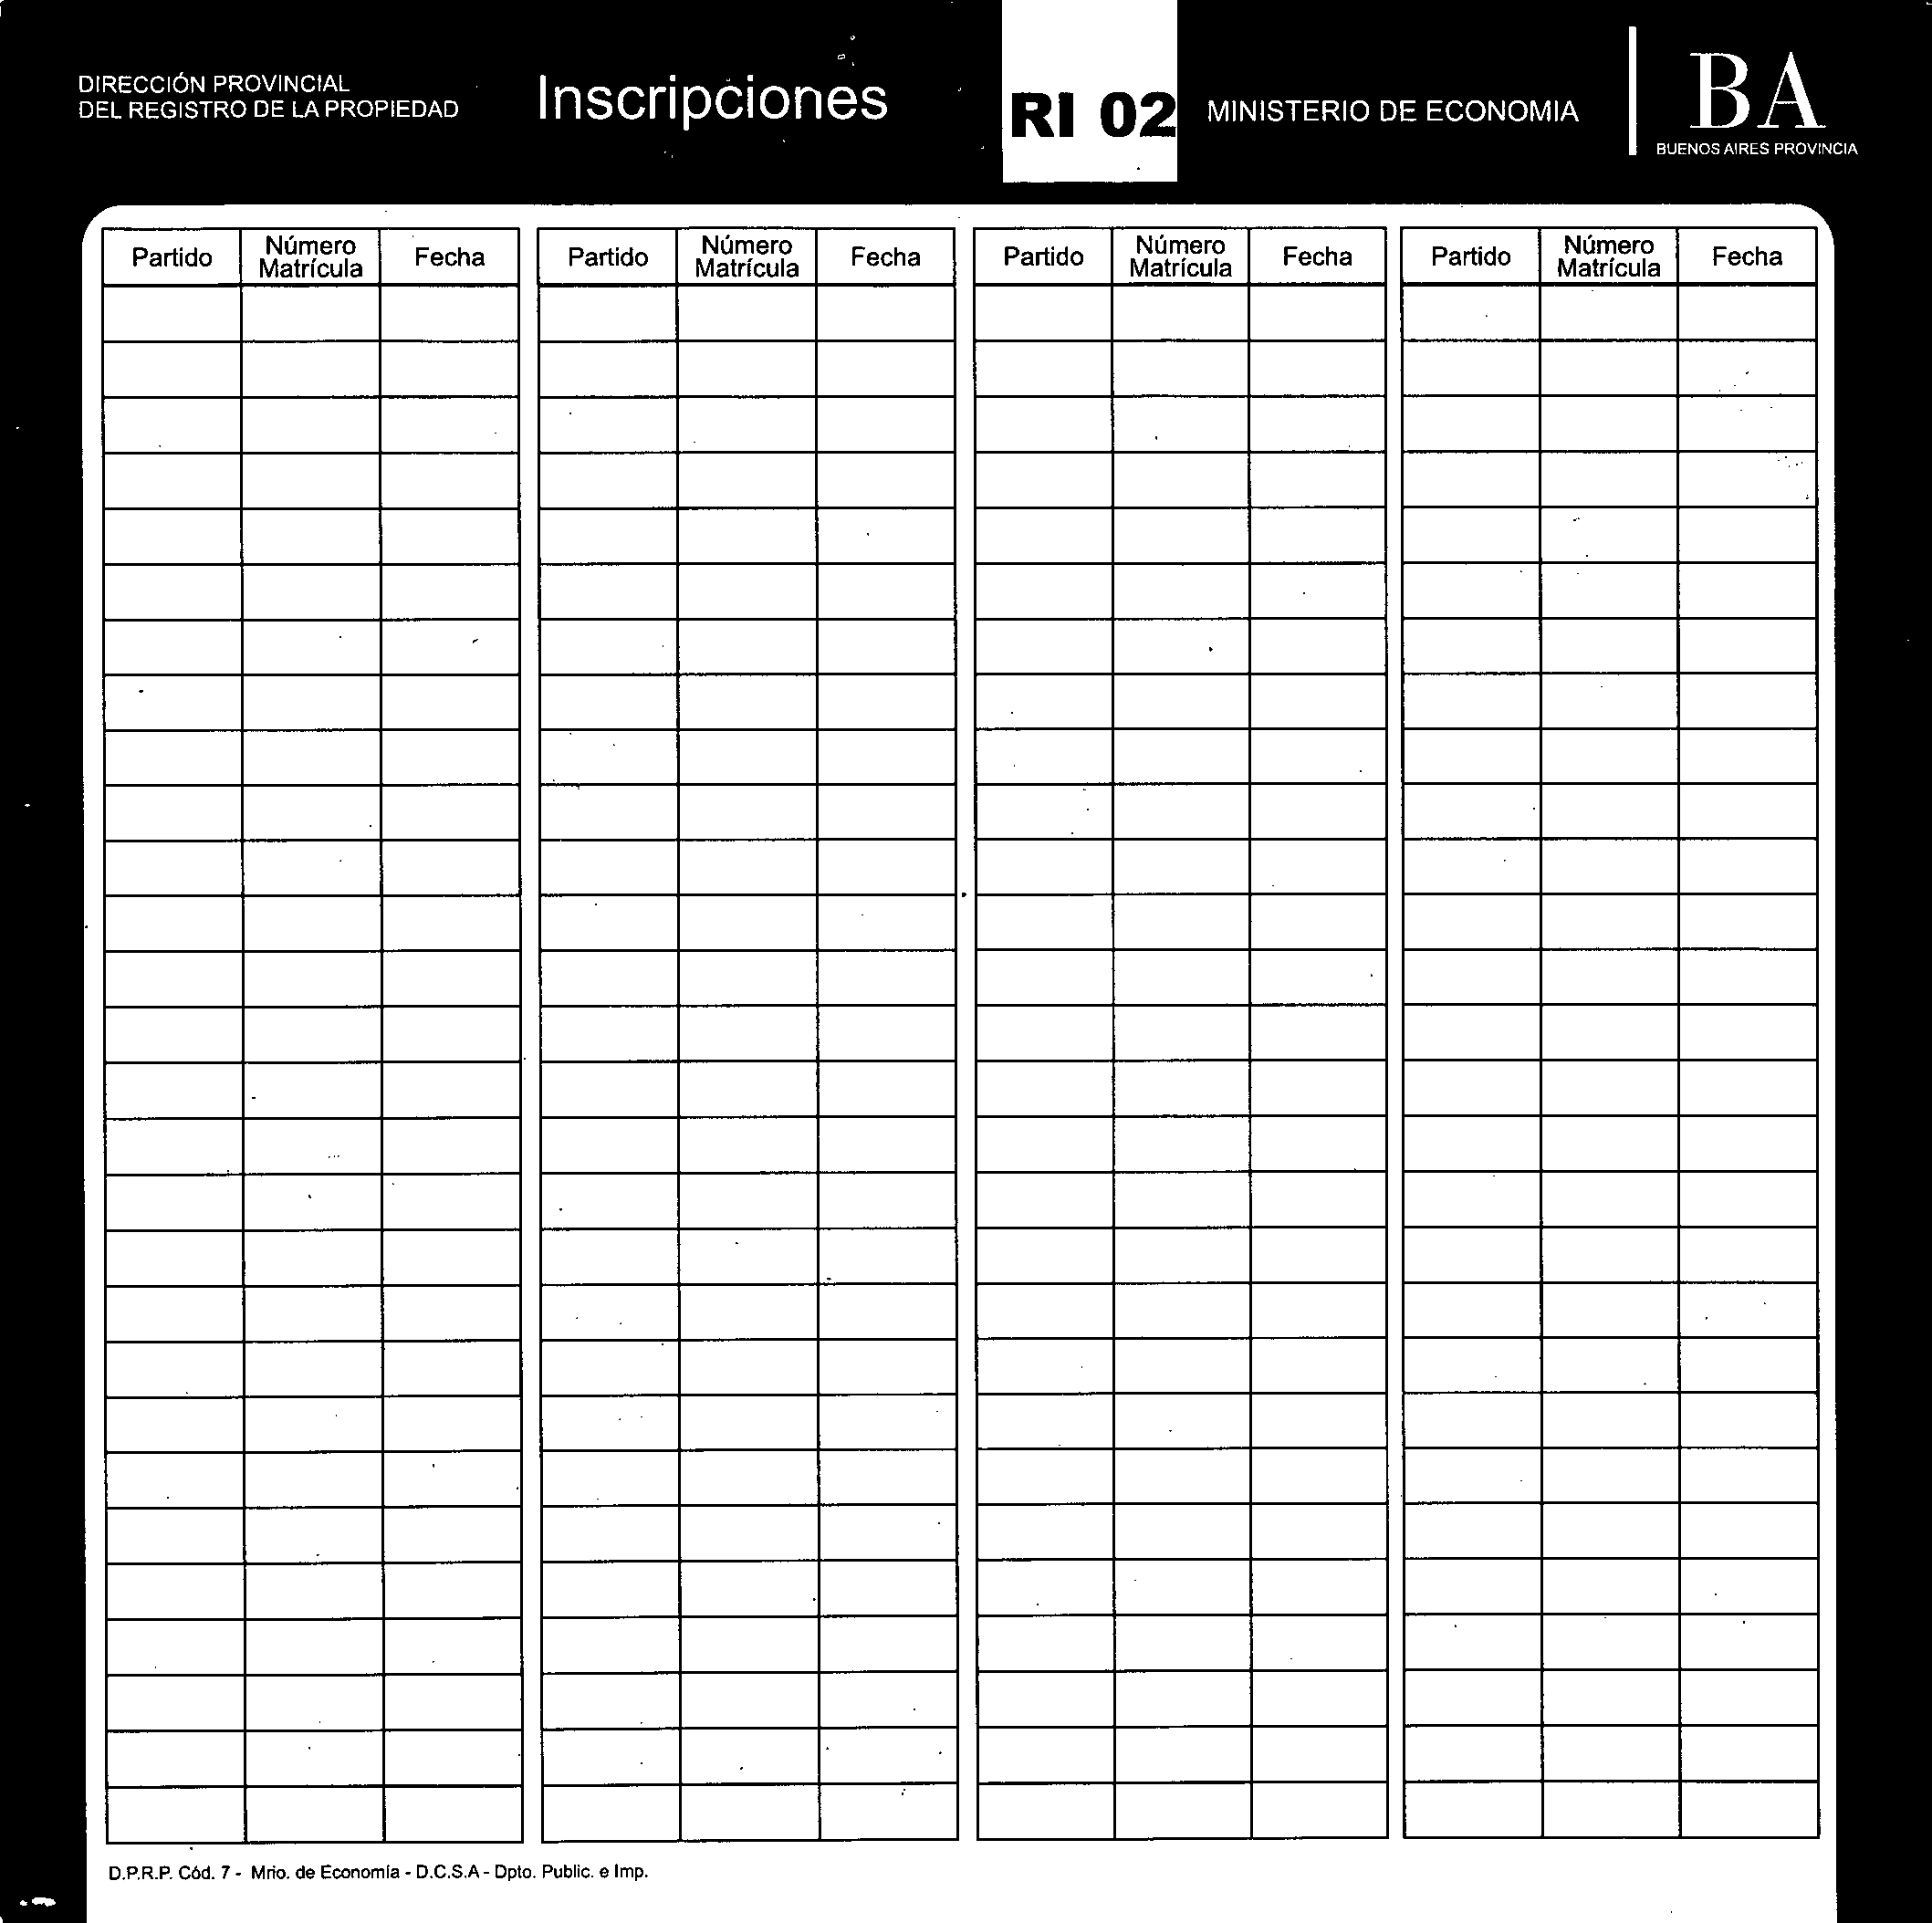 DIRECCIÓN PROVINCIAL
DEL REGISTRO DE LA PROPIEDAD
Inscripciones
RI 02
MINISTERIO DE ECONOMIA
BA
BUENOS AIRES PROVINCIA
Partido Número Matrícula Fecha Partido Número Matrícula Fecha Partido Número Matrícula Fecha Partido Número Matrícula Fecha
D.P.R.P. Cód. 7 - Mrio. de Economía - D.C.S.A - Dpto. Public. e Imp.